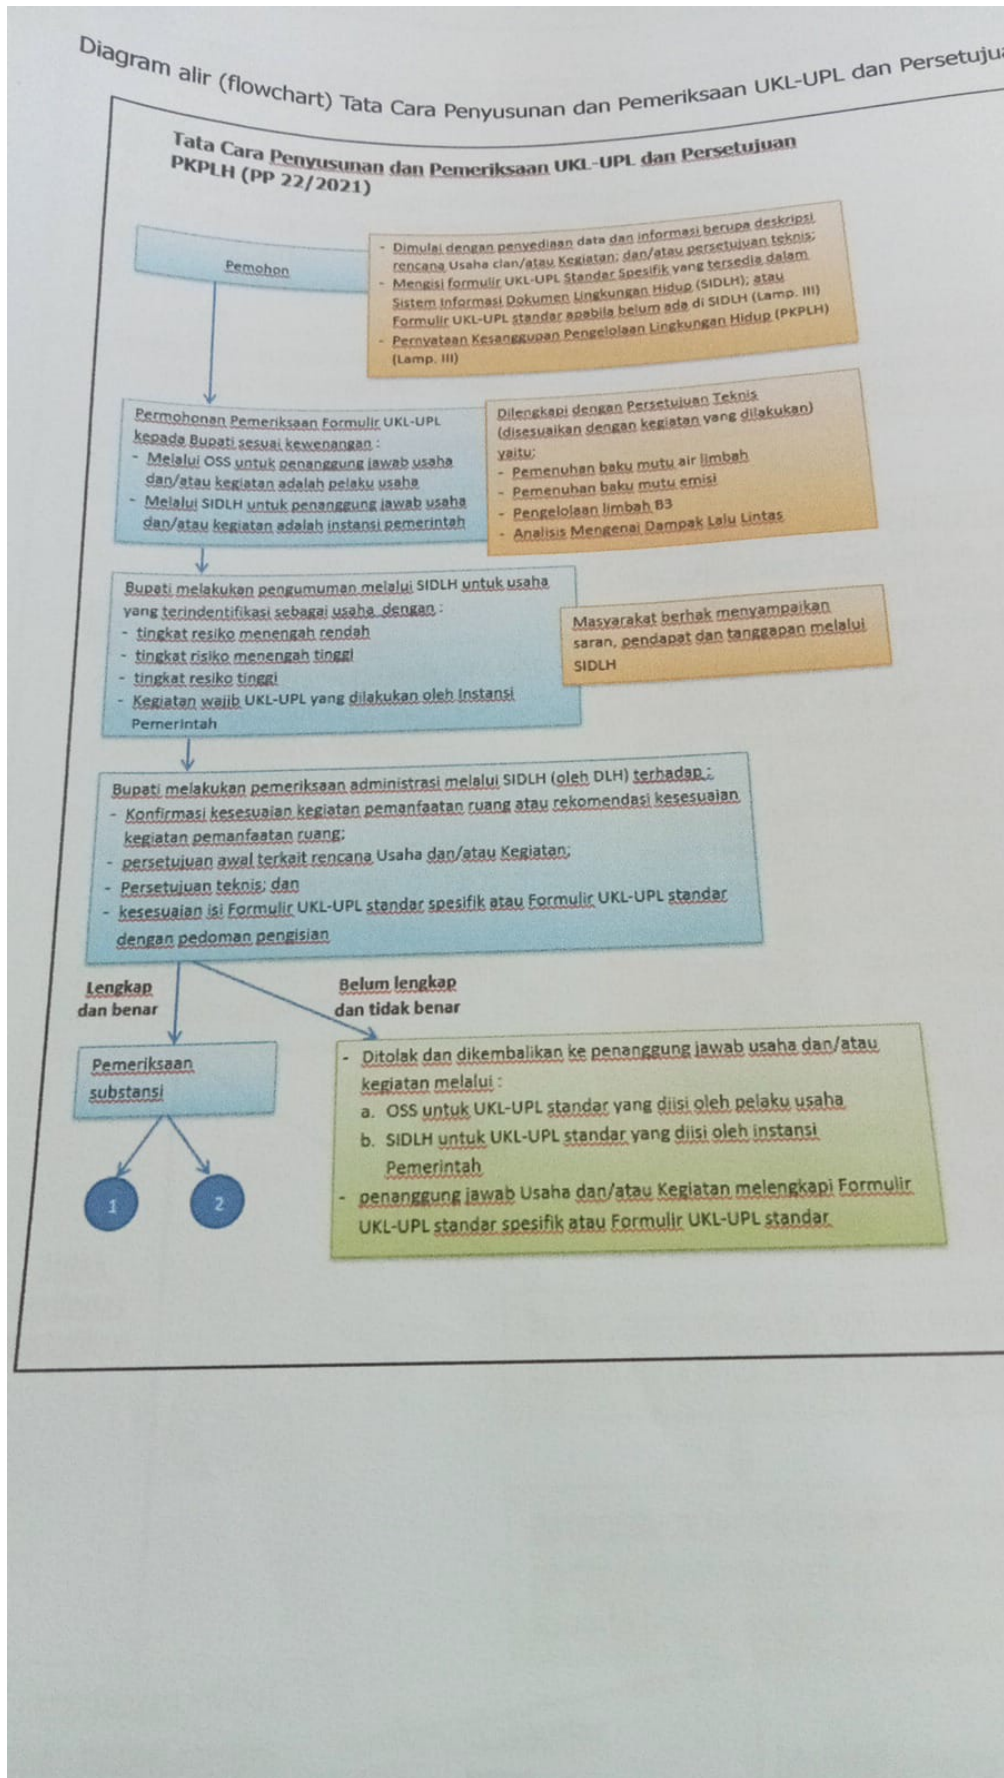 Diagram alir (flowchart) Tata Cara Penyusunan dan Pemeriksaan UKL-UPL dan
Tata Cara Penyusunan dan Pemeriksaan UKL-UPL dan Persetujuan
PKPLH (PP 22/2021)
Pemohon
- Dimulai dengan penyediaan data dan informasi berupa deskripsi
rencana Usaha clan/atau Kegiatan; dan/atau persetujuan teknis;
- Mengisi formulir UKL-UPL Standar Spesifik yang tersedia dalam
Sistem Informasi Dokumen Lingkungan Hidup (SIDLH); atau
Formulir UKL-UPL standar apabila belum ada di SIDLH (Lamp. III)
- Pernyataan Kesanggupan Pengelolaan Lingkungan Hidup (PKPLH)
(Lamp. III)
Permohonan Pemeriksaan Formulir UKL-UPL
kepada Bupati sesuai kewenangan :
- Melalui OSS untuk penanggung jawab usaha
dan/atau kegiatan adalah pelaku usaha
- Melalui SIDLH untuk penanggung jawab usaha
dan/atau kegiatan adalah instansi pemerintah
Dilengkapi dengan Persetujuan Teknis
(disesuaikan dengan kegiatan yang dilakukan)
yaitu:
- Pemenuhan baku mutu air limbah
- Pemenuhan baku mutu emisi
- Pengelolaan limbah B3
- Analisis Mengenai Dampak Lalu Lintas
Bupati melakukan pengumuman melalui SIDLH untuk usaha
yang terindentifikasi sebagai usaha dengan :
- tingkat resiko menengah rendah
- tingkat risiko menengah tinggi
- tingkat resiko tinggi
- Kegiatan wajib UKL-UPL yang dilakukan oleh Instansi
Pemerintah
Masyarakat berhak menyampaikan
saran, pendapat dan tanggapan melalui
SIDLH
Bupati melakukan pemeriksaan administrasi melalui SIDLH (oleh DLH) terhadap :
- Konfirmasi kesesuaian kegiatan pemanfaatan ruang atau rekomendasi kesesuaian
kegiatan pemanfaatan ruang;
- persetujuan awal terkait rencana Usaha dan/atau Kegiatan;
- Persetujuan teknis; dan
- kesesuaian isi Formulir UKL-UPL standar spesifik atau Formulir UKL-UPL standar
dengan pedoman pengisian
Lengkap
dan benar
Belum lengkap
dan tidak benar
Pemeriksaan
substansi
1
2
- Ditolak dan dikembalikan ke penanggung jawab usaha dan/atau
kegiatan melalui :
a. OSS untuk UKL-UPL standar yang diisi oleh pelaku usaha
b. SIDLH untuk UKL-UPL standar yang diisi oleh instansi
Pemerintah
- penanggung jawab Usaha dan/atau Kegiatan melengkapi Formulir
UKL-UPL standar spesifik atau Formulir UKL-UPL standar